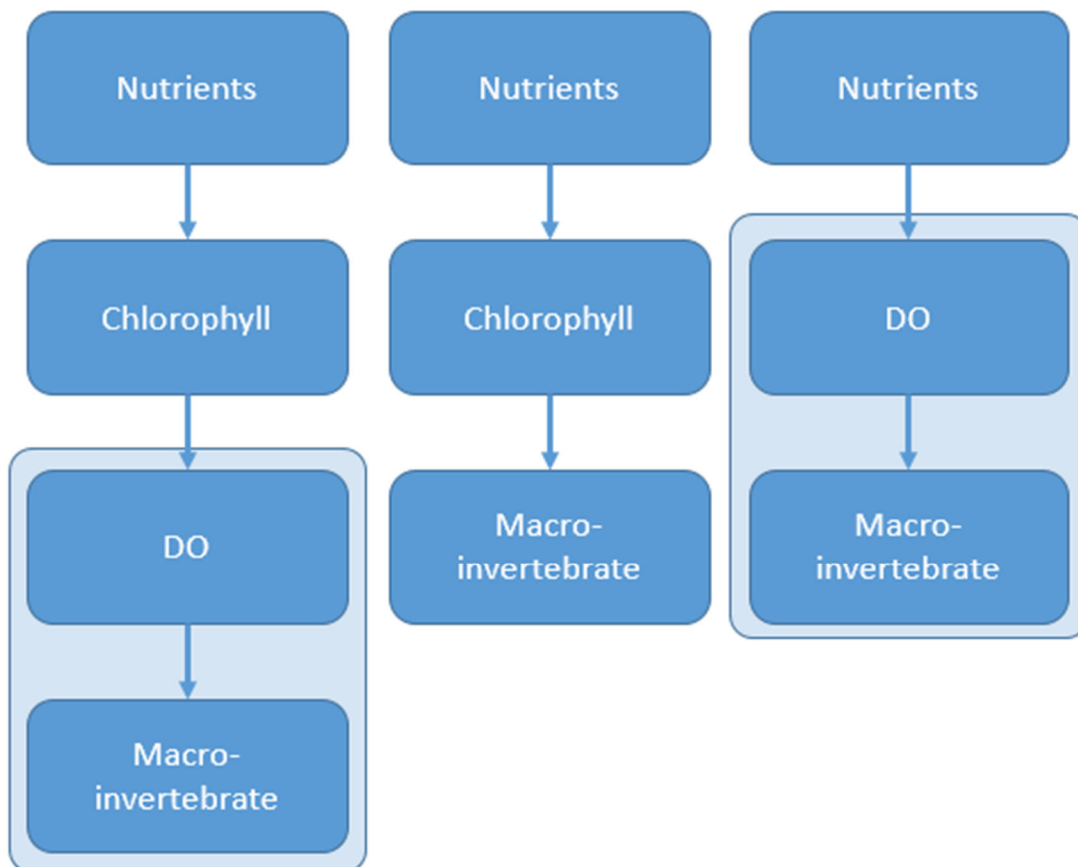 Nutrients
Chlorophyll
DO
Macro-
invertebrate
Nutrients
Chlorophyll
Macro-
invertebrate
Nutrients
DO
Macro-
invertebrate